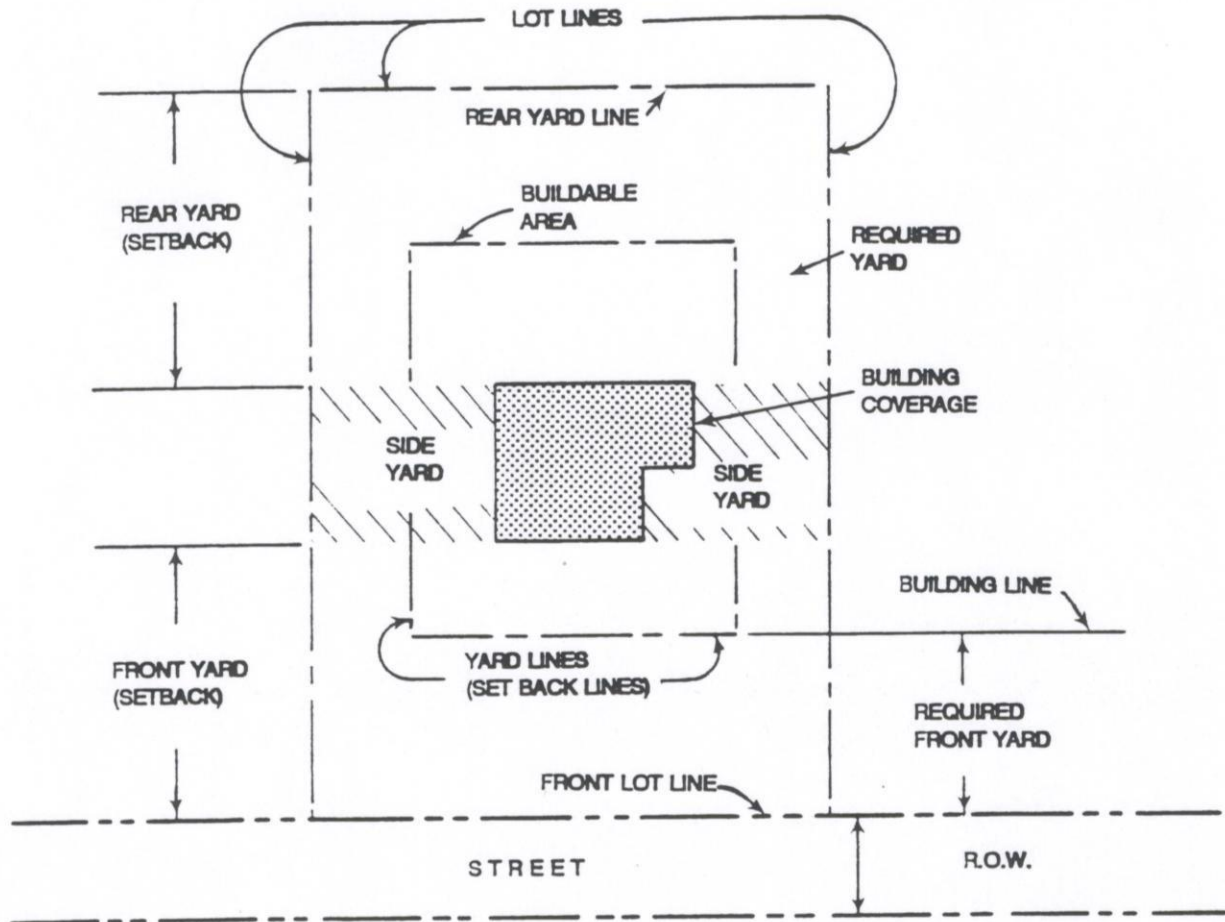 LOT LINES
REAR YARD LINE
BUILDABLE
AREA
REAR YARD
(SETBACK)
REQUIRED
YARD
BUILDING
COVERAGE
SIDE
YARD
SIDE
YARD
BUILDING LINE
YARD LINES
(SET BACK LINES)
FRONT YARD
(SETBACK)
REQUIRED
FRONT YARD
FRONT LOT LINE
STREET
R.O.W.